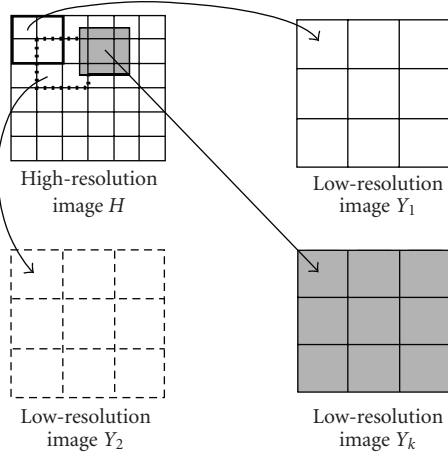 High-resolution
image H
Low-resolution
image Y₁
Low-resolution
image Y₂
Low-resolution
image Yₖ